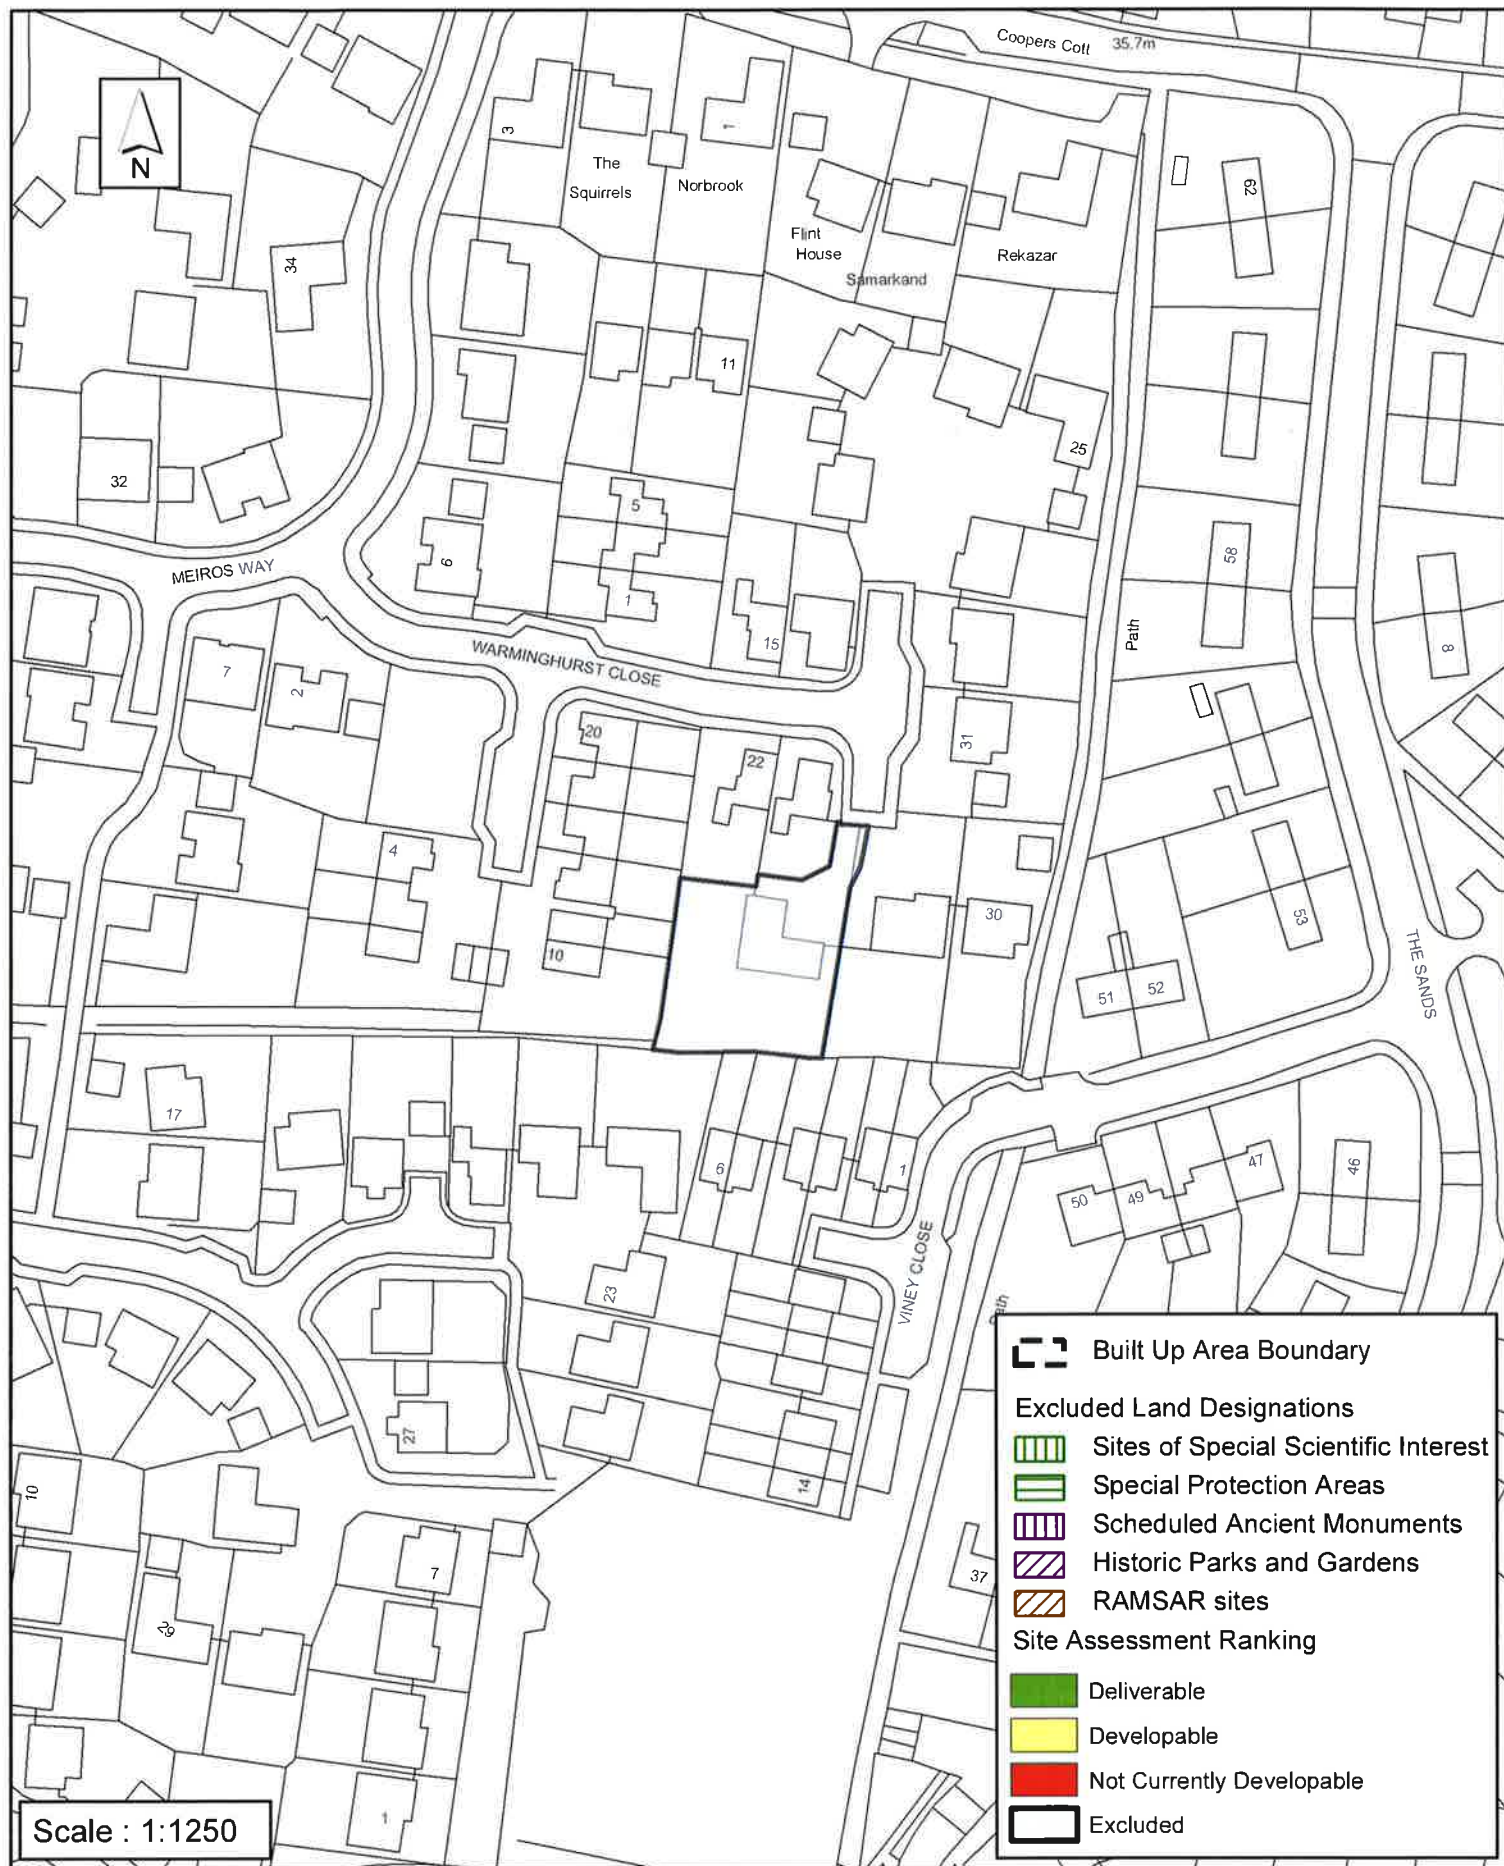 Coopers Cott
35.7m
N
3
1
The
Squirrels
Norbrook
62
Flint
House
Samarkand
Rekazar
34
11
25
32
5
6
58
MEIROS WAY
1
Path
15
8
WARMINGHURST CLOSE
7
2
20
22
31
4
30
53
10
THE SANDS
51
52
17
6
1
50
49
47
46
23
VINEY CLOSE
27
14
10
7
37
29
1
Built Up Area Boundary
Excluded Land Designations
Sites of Special Scientific Interest
Special Protection Areas
Scheduled Ancient Monuments
Historic Parks and Gardens
RAMSAR sites
Site Assessment Ranking
Deliverable
Developable
Not Currently Developable
Excluded
Scale : 1:1250